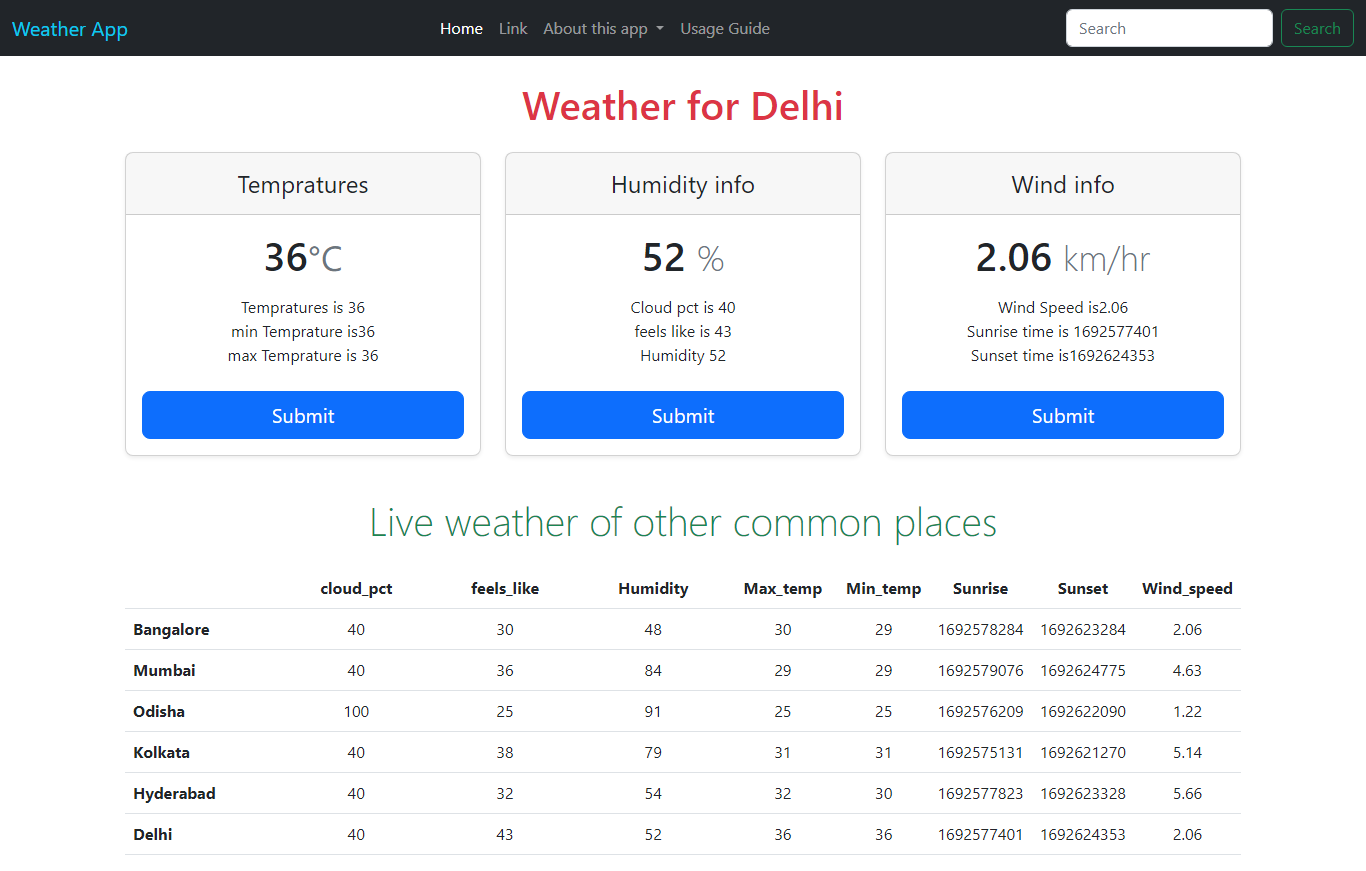 Weather App Home Link About this app Usage Guide Search Search
Weather for Delhi
Tempratures
36°C
Tempratures is 36
min Temprature is36
max Temprature is 36
Submit
Humidity info
52 %
Cloud pct is 40
feels like is 43
Humidity 52
Submit
Wind info
2.06 km/hr
Wind Speed is2.06
Sunrise time is 1692577401
Sunset time is1692624353
Submit
Live weather of other common places
cloud_pct feels_like Humidity Max_temp Min_temp Sunrise Sunset Wind_speed
Bangalore 40 30 48 30 29 1692578284 1692623284 2.06
Mumbai 40 36 84 29 29 1692579076 1692624775 4.63
Odisha 100 25 91 25 25 1692576209 1692622090 1.22
Kolkata 40 38 79 31 31 1692575131 1692621270 5.14
Hyderabad 40 32 54 32 30 1692577823 1692623328 5.66
Delhi 40 43 52 36 36 1692577401 1692624353 2.06